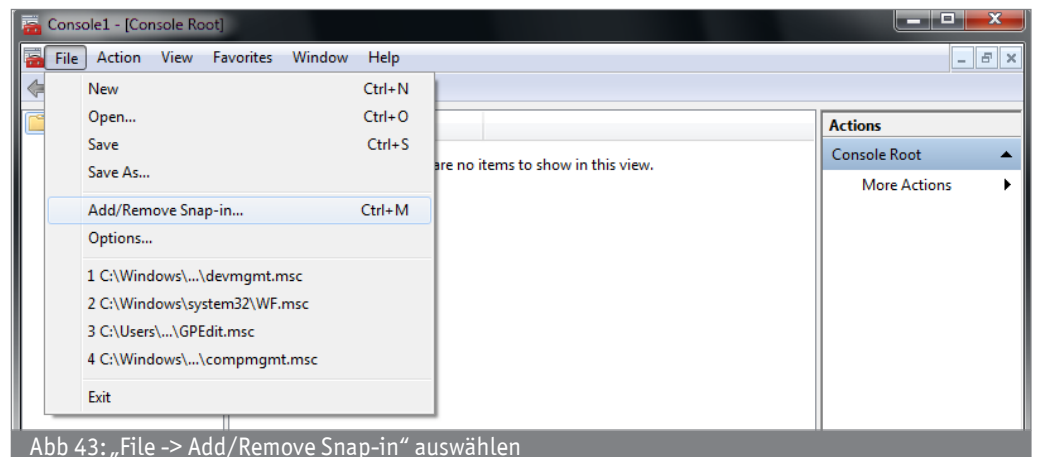 Console1 - [Console Root]
File Action View Favorites Window Help
New Ctrl+N
Open... Ctrl+O
Save Ctrl+S
Save As...
Add/Remove Snap-in... Ctrl+M
Options...
1 C:\Windows\...\devmgmt.msc
2 C:\Windows\system32\WF.msc
3 C:\Users\...\GPEdit.msc
4 C:\Windows\...\compmgmt.msc
Exit
are no items to show in this view.
Actions
Console Root
More Actions
Abb 43: „File -> Add/Remove Snap-in“ auswählen